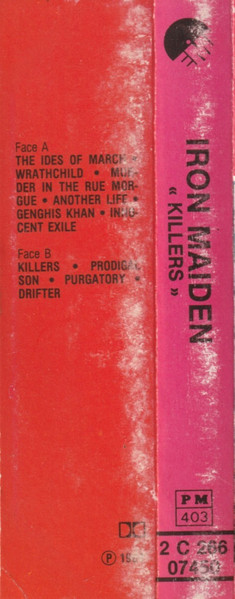 Face A
THE IDES OF MARCH •
WRATHCHILD • MUR-
DER IN THE RUE MOR-
GUE • ANOTHER LIFE •
GENGHIS KHAN • INNO-
CENT EXILE
Face B
KILLERS • PRODIGAL
SON • PURGATORY •
DRIFTER
IRON MAIDEN
« KILLERS »
PM
403
2 C 266